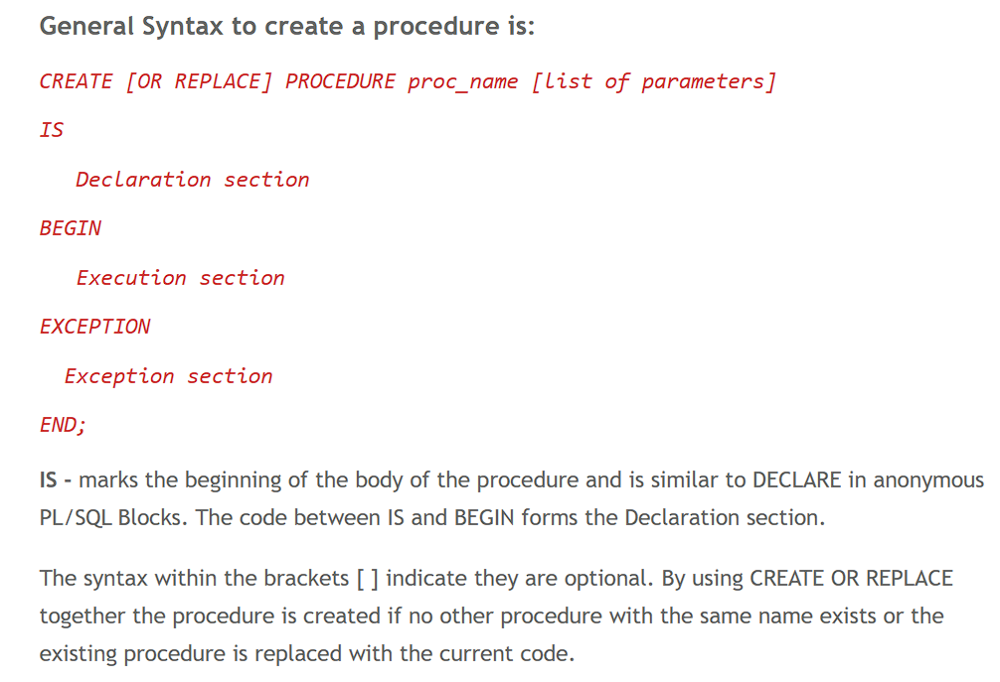 General Syntax to create a procedure is:
CREATE [OR REPLACE] PROCEDURE proc_name [list of parameters]
IS
Declaration section
BEGIN
Execution section
EXCEPTION
Exception section
END;
IS - marks the beginning of the body of the procedure and is similar to DECLARE in anonymous
PL/SQL Blocks. The code between IS and BEGIN forms the Declaration section.
The syntax within the brackets [ ] indicate they are optional. By using CREATE OR REPLACE
together the procedure is created if no other procedure with the same name exists or the
existing procedure is replaced with the current code.